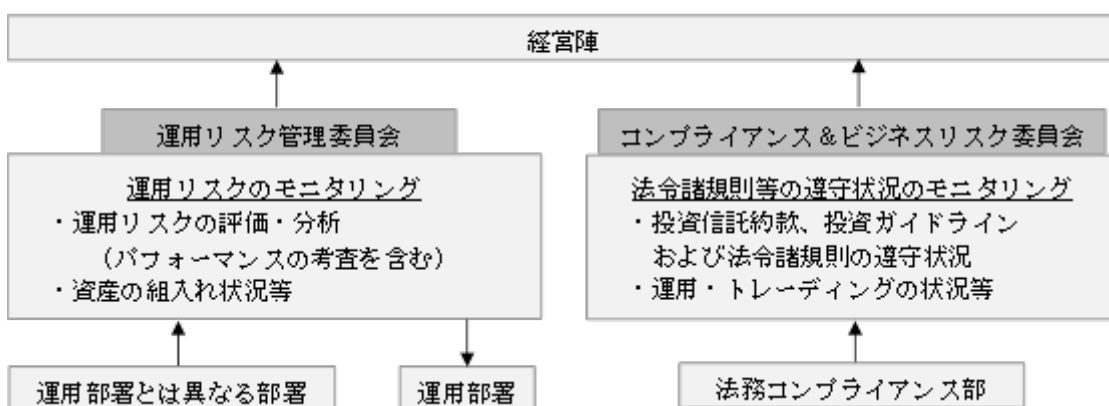 経営陣
運用リスク管理委員会
運用リスクのモニタリング
・運用リスクの評価・分析
（パフォーマンスの考査を含む）
・資産の組入れ状況等
運用部署とは異なる部署
運用部署
コンプライアンス＆ビジネスリスク委員会
法令諸規則等の遵守状況のモニタリング
・投資信託約款、投資ガイドライン
および法令諸規則の遵守状況
・運用・トレーディングの状況等
法務コンプライアンス部